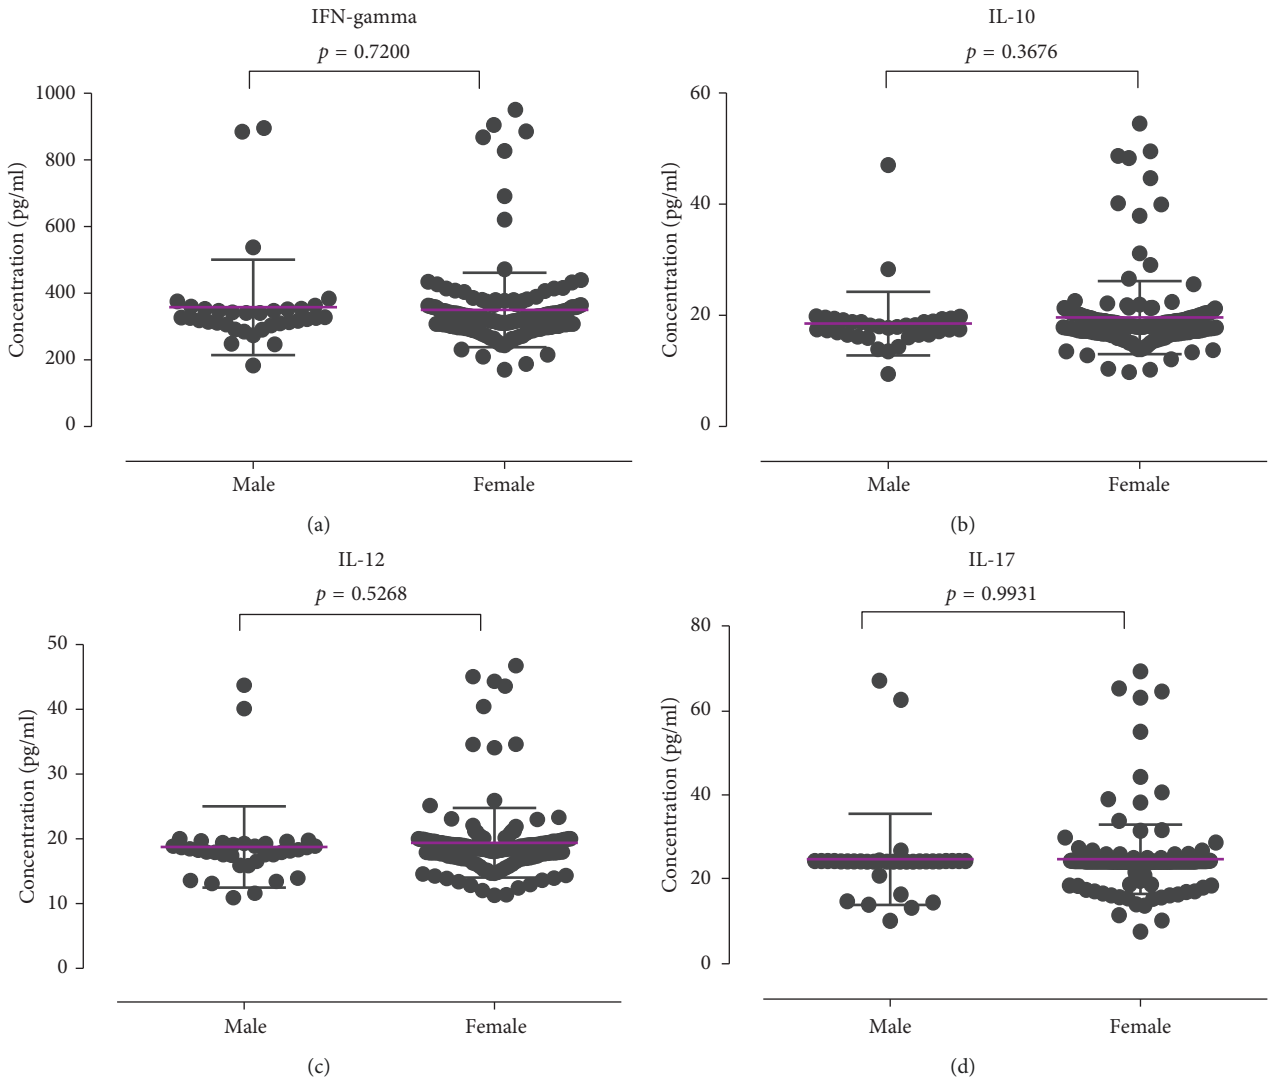 IFN-gamma
p = 0.7200
Concentration (pg/ml)
1000
800
600
400
200
0
Male
Female
(a)
IL-10
p = 0.3676
Concentration (pg/ml)
60
40
20
0
Male
Female
(b)
IL-12
p = 0.5268
Concentration (pg/ml)
50
40
30
20
10
0
Male
Female
(c)
IL-17
p = 0.9931
Concentration (pg/ml)
80
60
40
20
0
Male
Female
(d)